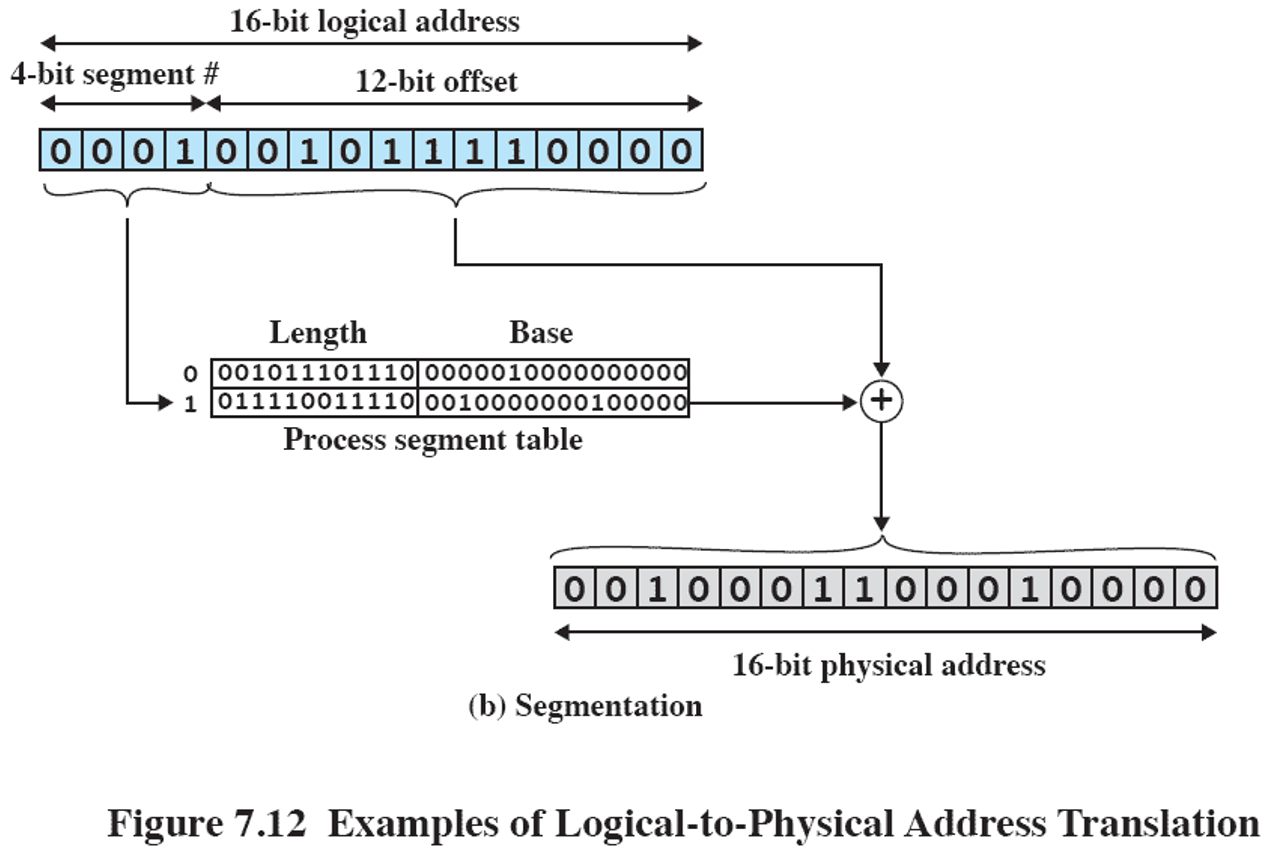 16-bit logical address
4-bit segment #
12-bit offset
0 0 0 1 0 0 1 0 1 1 1 1 0 0 0 0
Length Base
0 001011101110 0000010000000000
1 011110011110 0010000000100000
Process segment table
+
0 0 1 0 0 0 1 1 0 0 0 1 0 0 0 0
16-bit physical address
(b) Segmentation
Figure 7.12 Examples of Logical-to-Physical Address Translation